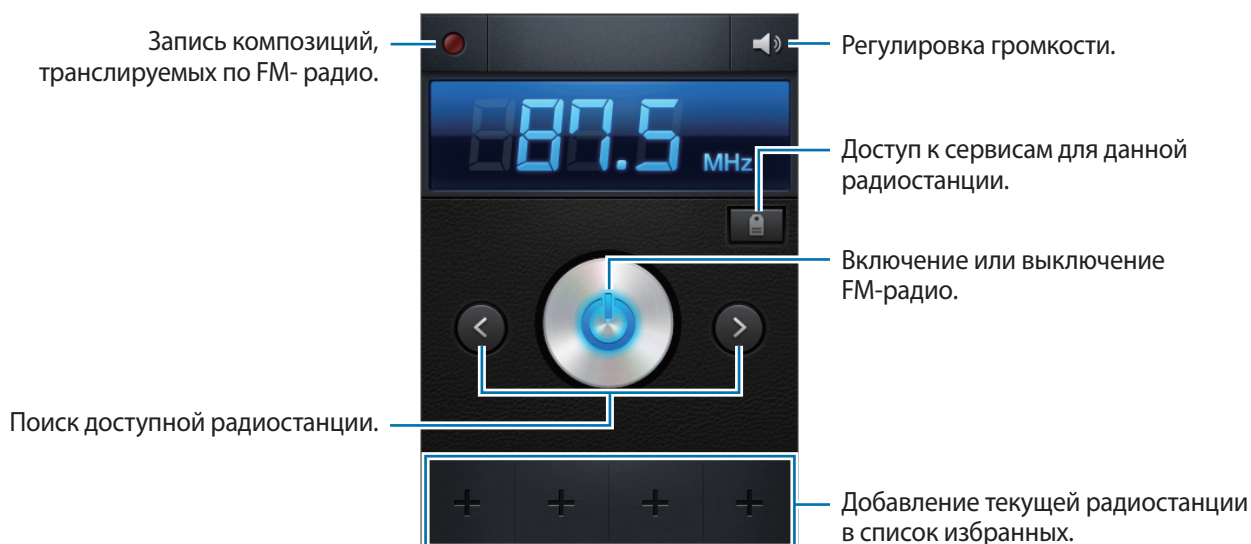 Запись композиций,
транслируемых по FM- радио.
Регулировка громкости.
87.5
MHz
Доступ к сервисам для данной
радиостанции.
Включение или выключение
FM-радио.
Поиск доступной радиостанции.
Добавление текущей радиостанции
в список избранных.